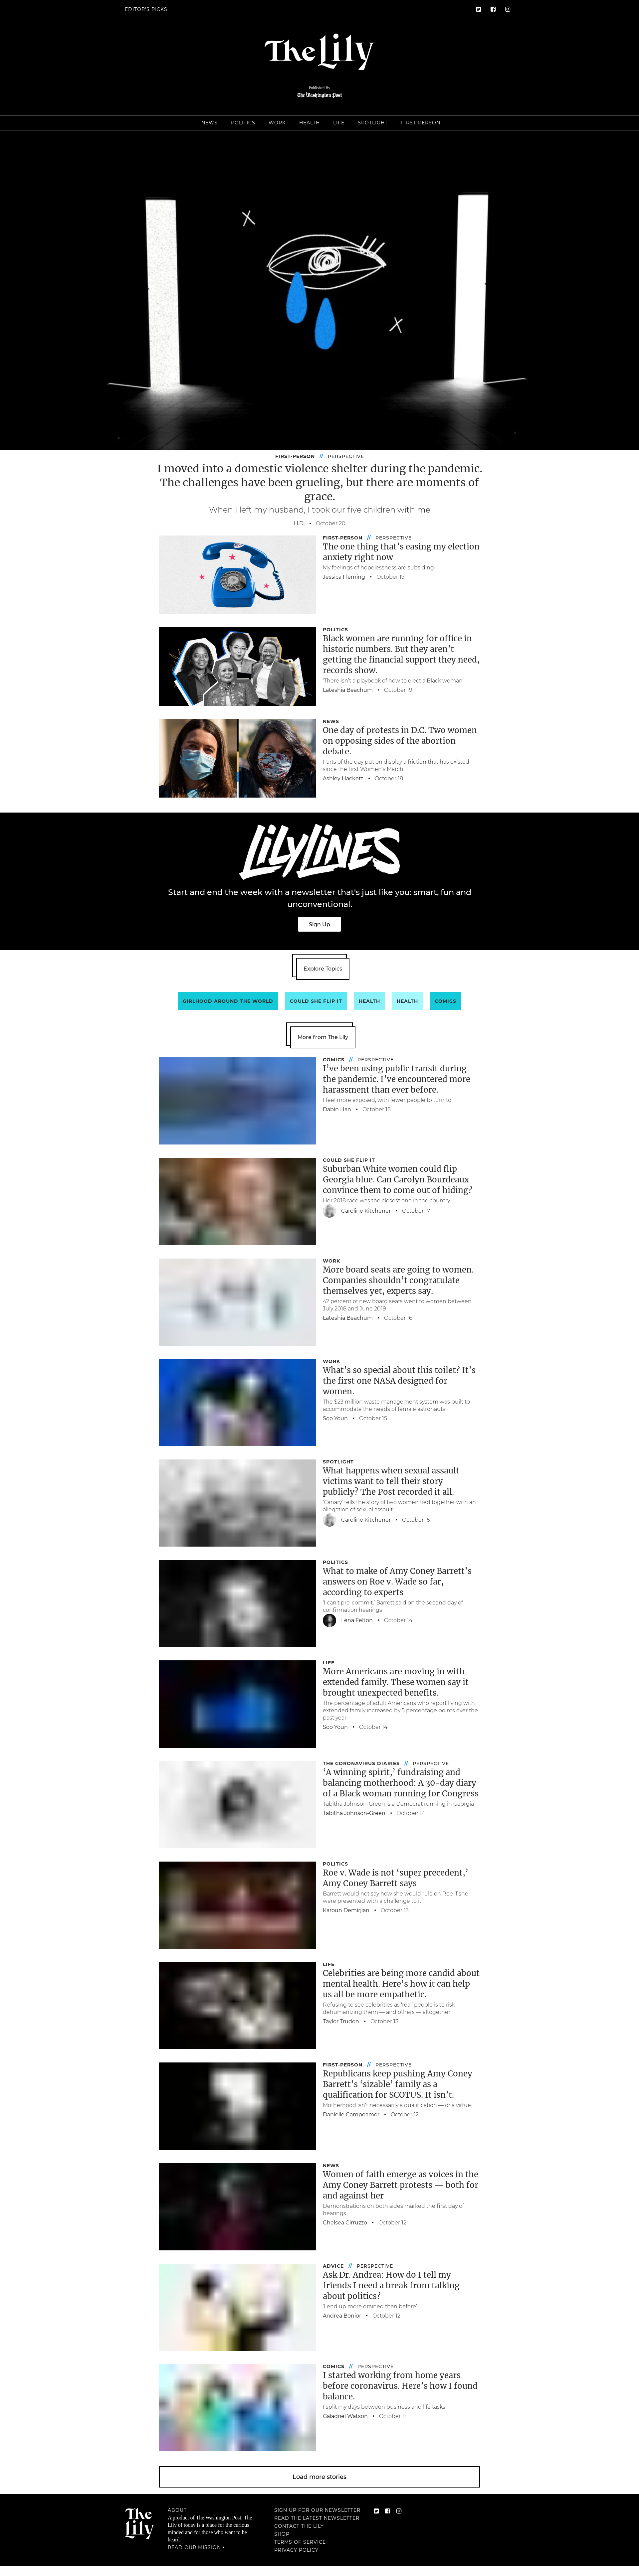 EDITOR'S PICKS
The Lily
Published By
The Washington Post
NEWS POLITICS WORK HEALTH LIFE SPOTLIGHT FIRST-PERSON
FIRST-PERSON // PERSPECTIVE
I moved into a domestic violence shelter during the pandemic.
The challenges have been grueling, but there are moments of
grace.
When I left my husband, I took our five children with me
H.D. • October 20
FIRST-PERSON // PERSPECTIVE
The one thing that's easing my election
anxiety right now
My feelings of hopelessness are subsiding
Jessica Fleming • October 19
POLITICS
Black women are running for office in
historic numbers. But they aren't
getting the financial support they need,
records show.
'There isn't a playbook of how to elect a Black woman'
Lateshia Beachum • October 19
NEWS
One day of protests in D.C. Two women
on opposing sides of the abortion
debate.
Parts of the day put on display a friction that has existed
since the first Women's March
Ashley Hackett • October 18
LILYLINES
Start and end the week with a newsletter that's just like you: smart, fun and
unconventional.
Sign Up
Explore Topics
GIRLHOOD AROUND THE WORLD COULD SHE FLIP IT HEALTH HEALTH COMICS
More from The Lily
COMICS // PERSPECTIVE
I've been using public transit during
the pandemic. I've encountered more
harassment than ever before.
I feel more exposed, with fewer people to turn to
Dabin Han • October 18
COULD SHE FLIP IT
Suburban White women could flip
Georgia blue. Can Carolyn Bourdeaux
convince them to come out of hiding?
Her 2018 race was the closest one in the country
Caroline Kitchener • October 17
WORK
More board seats are going to women.
Companies shouldn't congratulate
themselves yet, experts say.
42 percent of new board seats went to women between
July 2018 and June 2019
Lateshia Beachum • October 16
WORK
What's so special about this toilet? It's
the first one NASA designed for
women.
The $23 million waste management system was built to
accommodate the needs of female astronauts
Soo Youn • October 15
SPOTLIGHT
What happens when sexual assault
victims want to tell their story
publicly? The Post recorded it all.
'Canary' tells the story of two women tied together with an
allegation of sexual assault
Caroline Kitchener • October 15
POLITICS
What to make of Amy Coney Barrett's
answers on Roe v. Wade so far,
according to experts
'I can't pre-commit,' Barrett said on the second day of
confirmation hearings
Lena Felton • October 14
LIFE
More Americans are moving in with
extended family. These women say it
brought unexpected benefits.
The percentage of adult Americans who report living with
extended family increased by 5 percentage points over the
past year
Soo Youn • October 14
THE CORONAVIRUS DIARIES // PERSPECTIVE
'A winning spirit,' fundraising and
balancing motherhood: A 30-day diary
of a Black woman running for Congress
Tabitha Johnson-Green is a Democrat running in Georgia
Tabitha Johnson-Green • October 14
POLITICS
Roe v. Wade is not 'super precedent,'
Amy Coney Barrett says
Barrett would not say how she would rule on Roe if she
were presented with a challenge to it
Karoun Demirjian • October 13
LIFE
Celebrities are being more candid about
mental health. Here's how it can help
us all be more empathetic.
Refusing to see celebrities as 'real' people is to risk
dehumanizing them — and others — altogether
Taylor Trudon • October 13
FIRST-PERSON // PERSPECTIVE
Republicans keep pushing Amy Coney
Barrett's 'sizable' family as a
qualification for SCOTUS. It isn't.
Motherhood isn't necessarily a qualification — or a virtue
Danielle Campoamor • October 12
NEWS
Women of faith emerge as voices in the
Amy Coney Barrett protests — both for
and against her
Demonstrations on both sides marked the first day of
hearings
Chelsea Cirruzzo • October 12
ADVICE // PERSPECTIVE
Ask Dr. Andrea: How do I tell my
friends I need a break from talking
about politics?
'I end up more drained than before'
Andrea Bonior • October 12
COMICS // PERSPECTIVE
I started working from home years
before coronavirus. Here's how I found
balance.
I split my days between business and life tasks
Galadriel Watson • October 11
Load more stories
The Lily
ABOUT
A product of The Washington Post, The
Lily of today is a place for the curious
minded and for those who want to be
heard.
READ OUR MISSION
SIGN UP FOR OUR NEWSLETTER
READ THE LATEST NEWSLETTER
CONTACT THE LILY
SHOP
TERMS OF SERVICE
PRIVACY POLICY